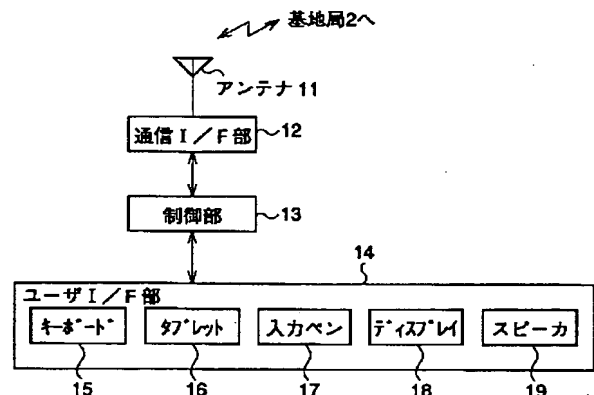 基地局2へ
アンテナ11
通信I/F部 12
制御部 13
14
ユーザI/F部
キーボード タブレット 入力ペン ディスプレイ スピーカ
15 16 17 18 19